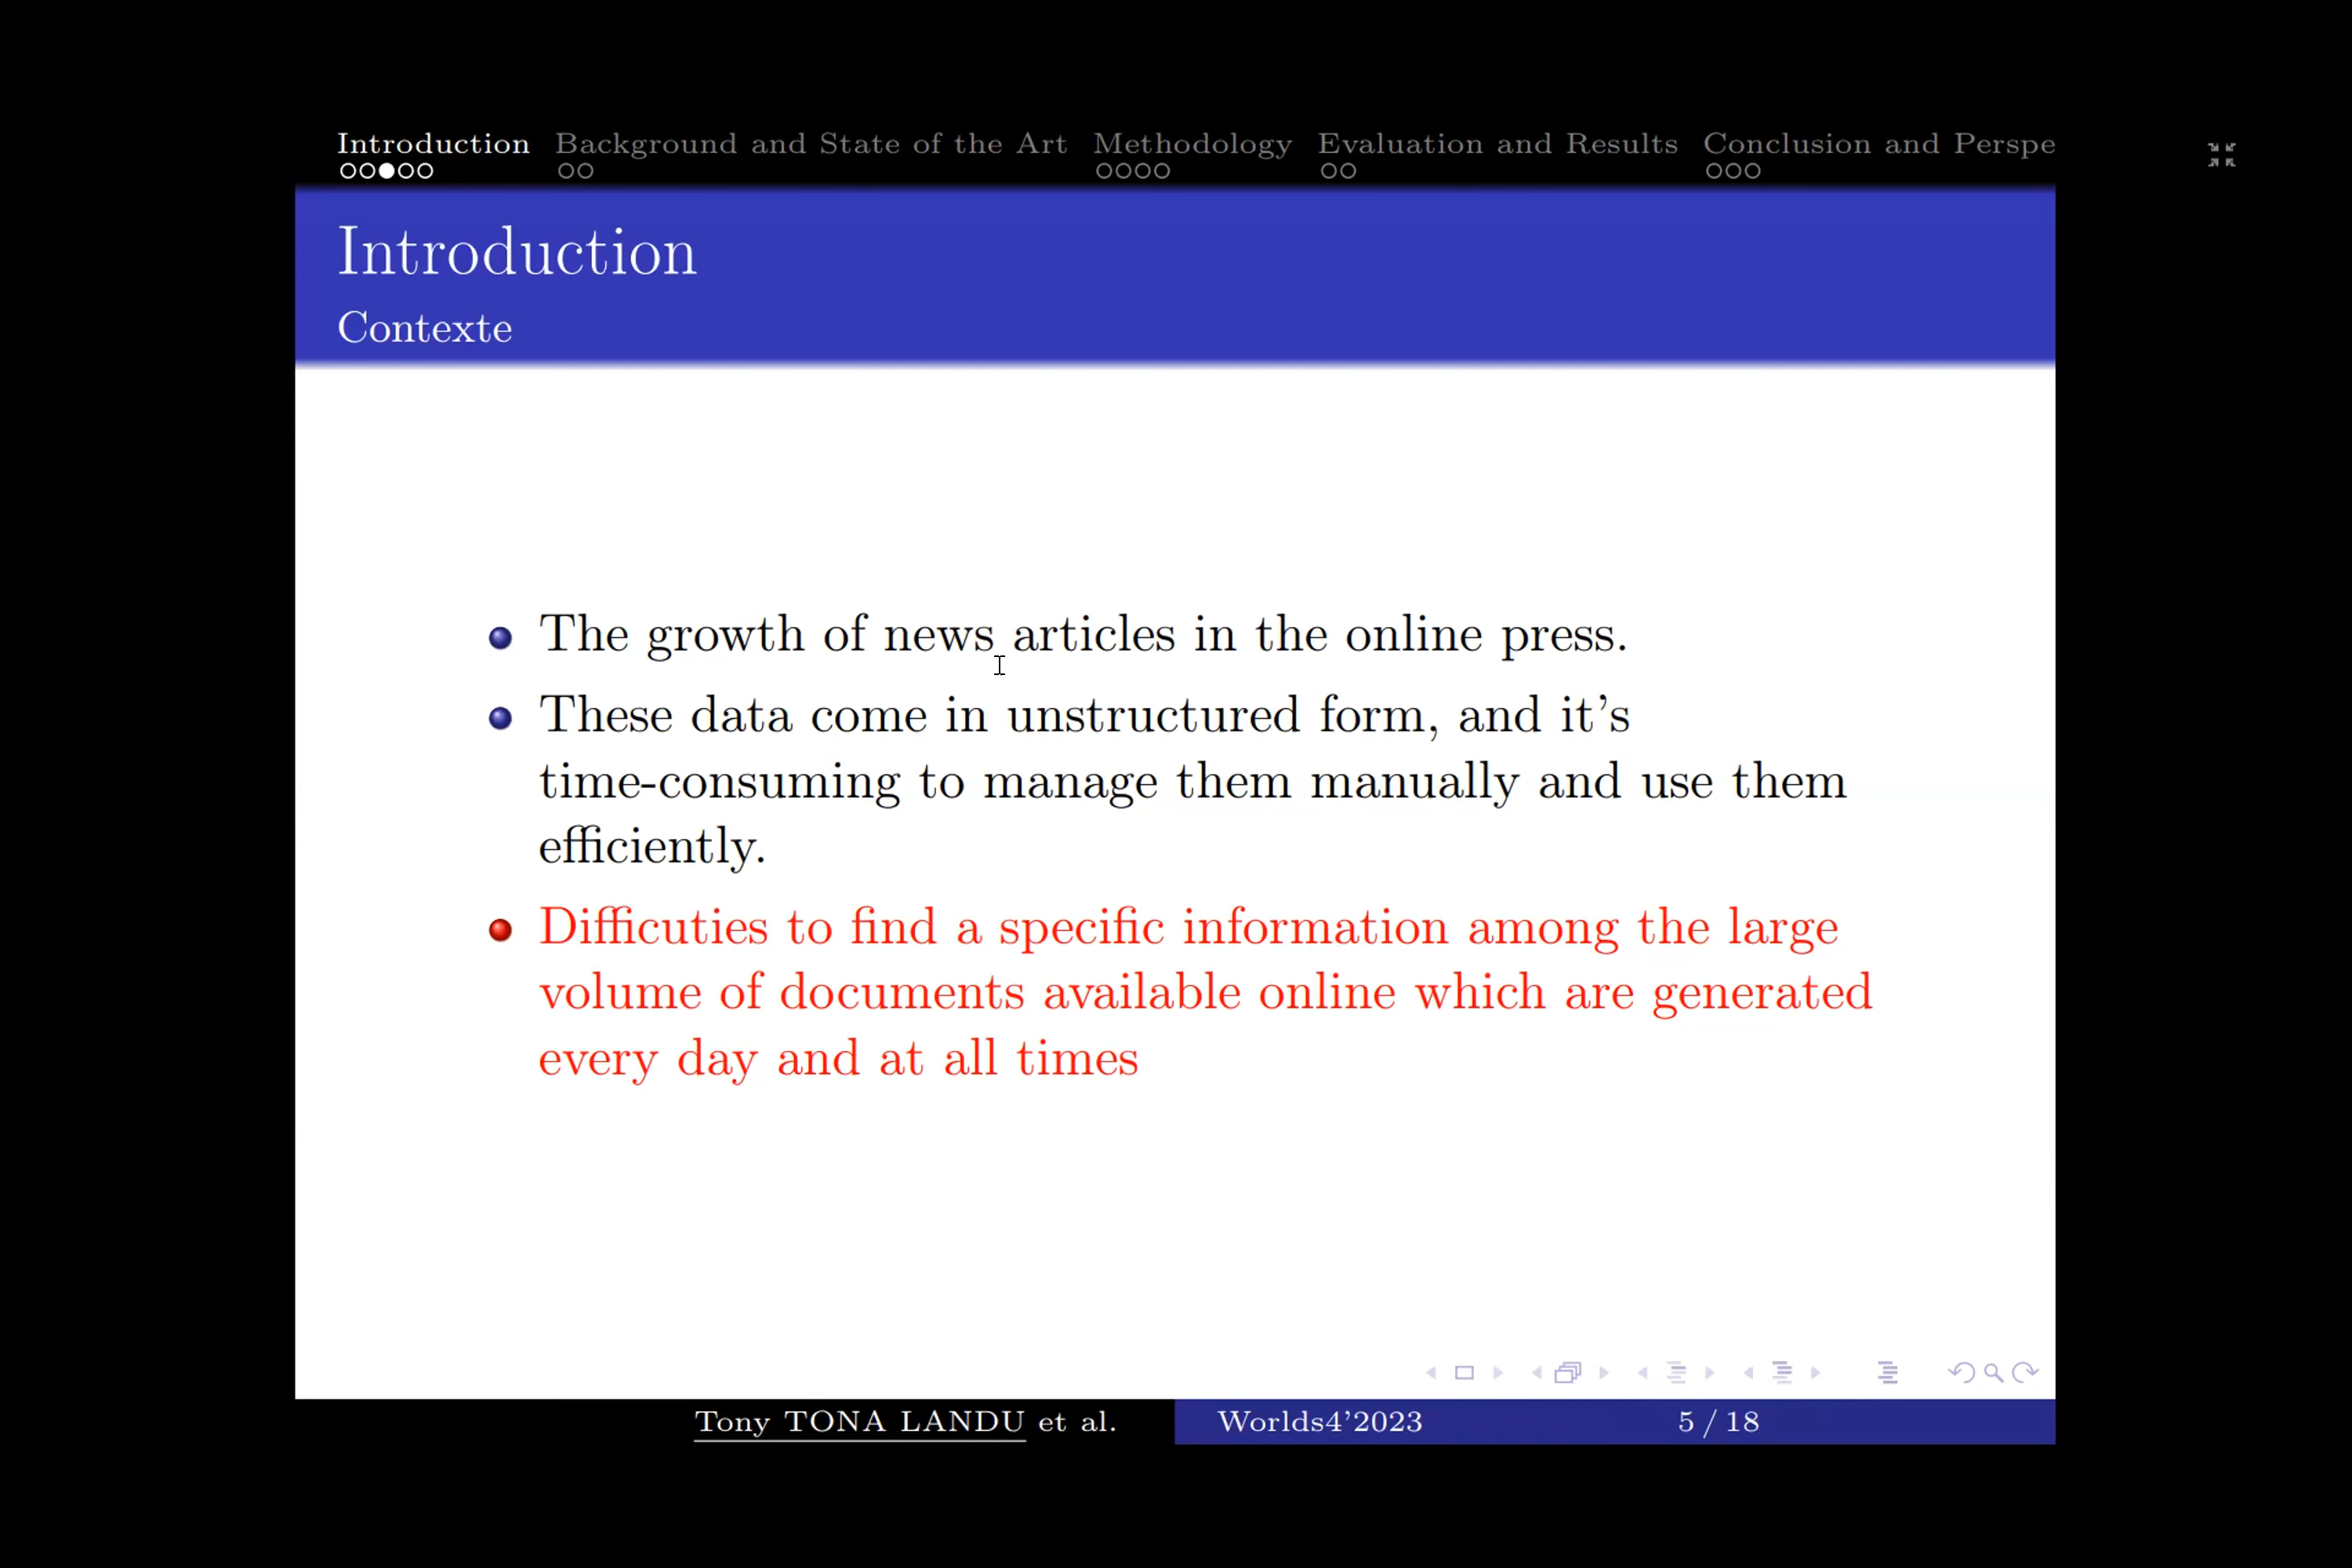 Introduction Background and State of the Art Methodology Evaluation and Results Conclusion and Perspe
Introduction
Contexte
The growth of news articles in the online press.
These data come in unstructured form, and it's
time-consuming to manage them manually and use them
efficiently.
Difficuties to find a specific information among the large
volume of documents available online which are generated
every day and at all times
Tony TONA LANDU et al. Worlds4'2023 5 / 18